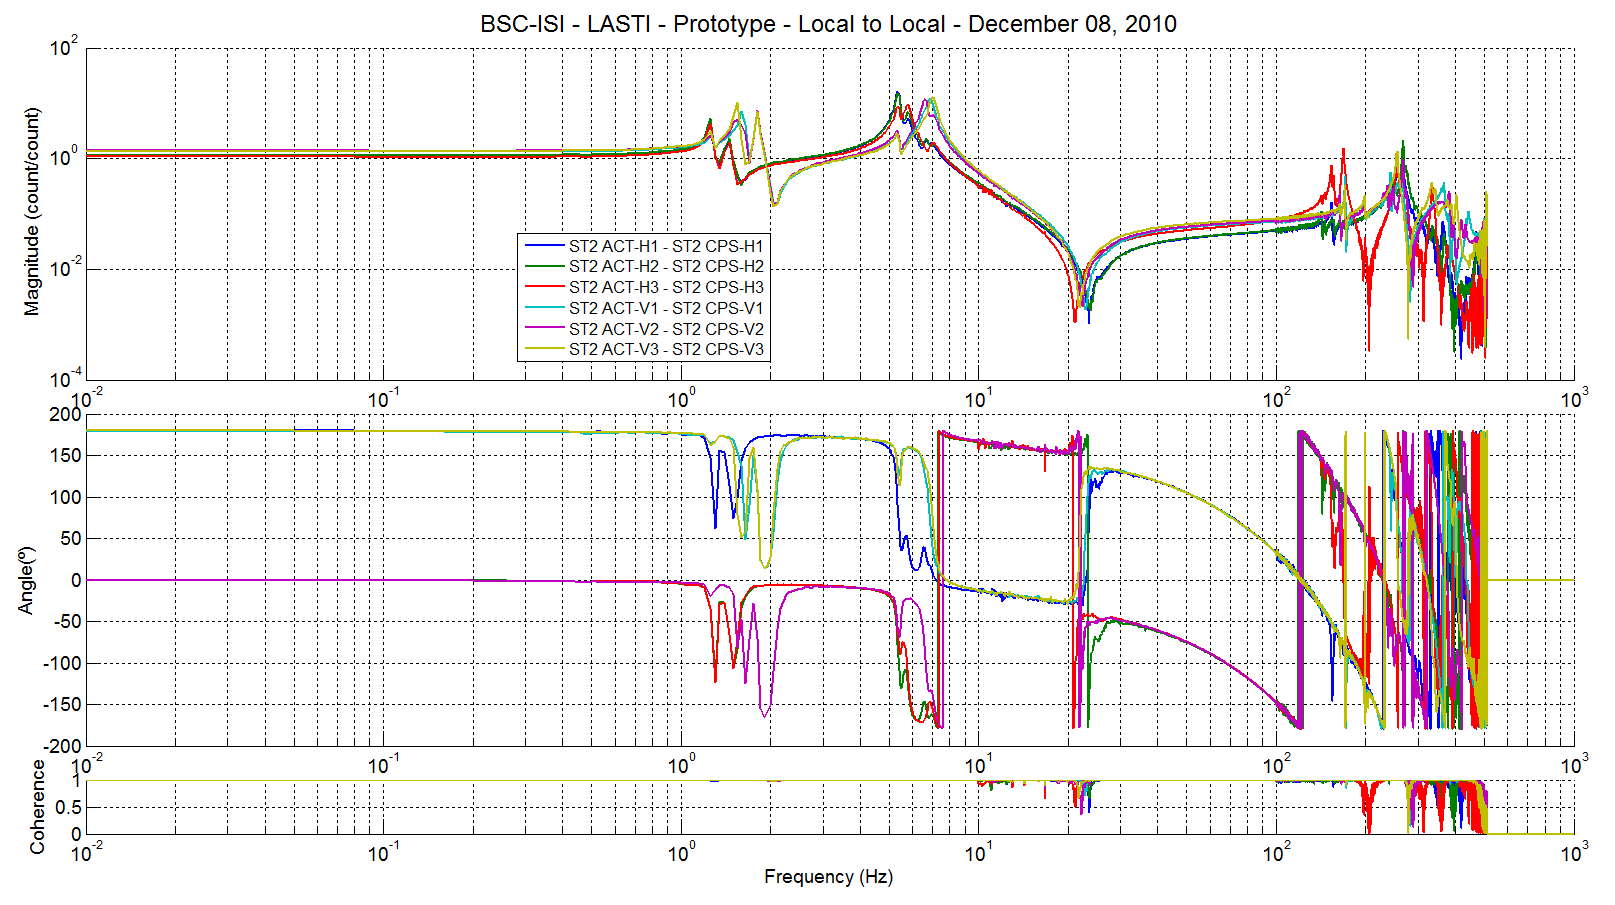 BSC-ISI - LASTI - Prototype - Local to Local - December 08, 2010
Magnitude (count/count)
10^2
10^0
10^-2
10^-4
ST2 ACT-H1 - ST2 CPS-H1
ST2 ACT-H2 - ST2 CPS-H2
ST2 ACT-H3 - ST2 CPS-H3
ST2 ACT-V1 - ST2 CPS-V1
ST2 ACT-V2 - ST2 CPS-V2
ST2 ACT-V3 - ST2 CPS-V3
10^-2 10^-1 10^0 10^1 10^2 10^3
Angle(º)
200
150
100
50
0
-50
-100
-150
-200
10^-2 10^-1 10^0 10^1 10^2 10^3
Coherence
1
0.5
0
10^-2 10^-1 10^0 10^1 10^2 10^3
Frequency (Hz)